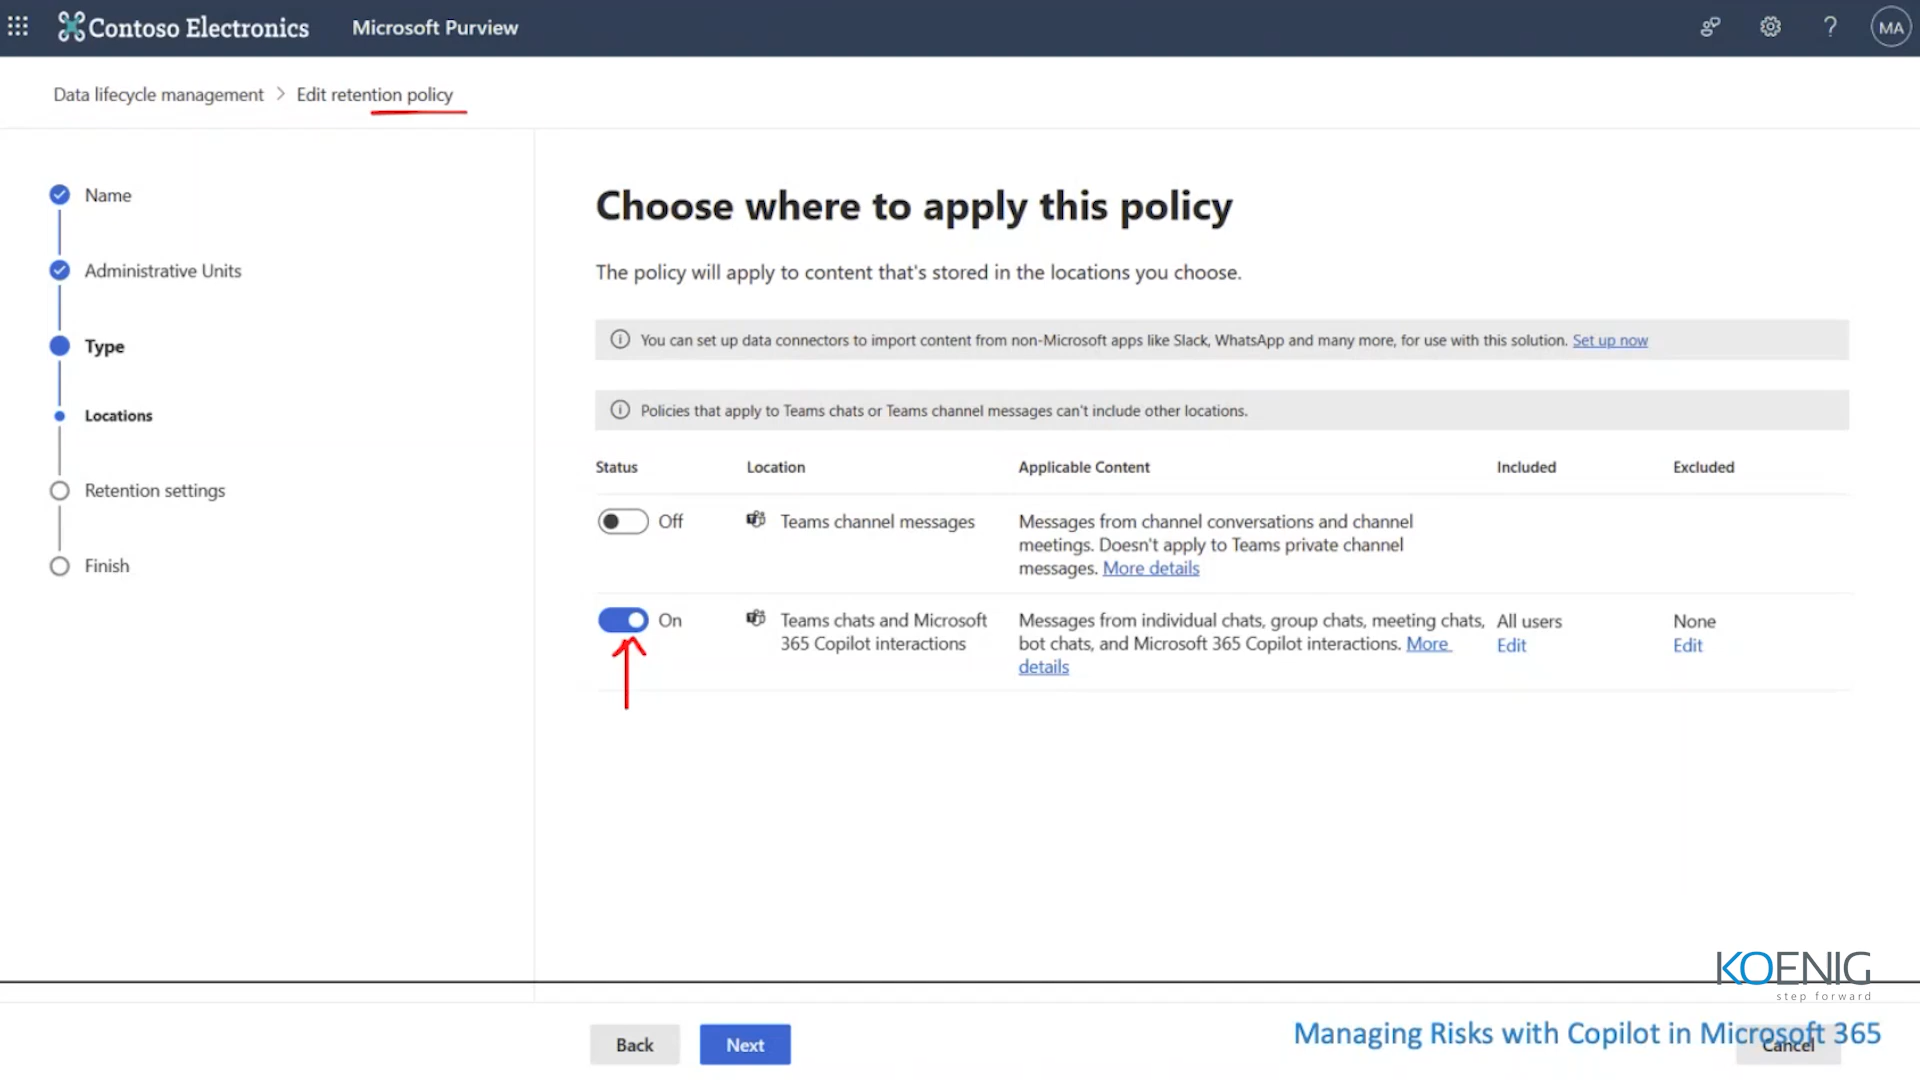 Contoso Electronics
Microsoft Purview
?
MA
Data lifecycle management > Edit retention policy
Name
Administrative Units
Type
Locations
Retention settings
Finish
Choose where to apply this policy
The policy will apply to content that's stored in the locations you choose.
You can set up data connectors to import content from non-Microsoft apps like Slack, WhatsApp and many more, for use with this solution. Set up now
Policies that apply to Teams chats or Teams channel messages can't include other locations.
Status Location Applicable Content Included Excluded
Off
Teams channel messages
Messages from channel conversations and channel
meetings. Doesn't apply to Teams private channel
messages. More details
On
Teams chats and Microsoft
365 Copilot interactions
Messages from individual chats, group chats, meeting chats,
bot chats, and Microsoft 365 Copilot interactions. More
details
All users
Edit
None
Edit
KOENIG
step forward
Back
Next
Managing Risks with Copilot in Microsoft 365
Cancel